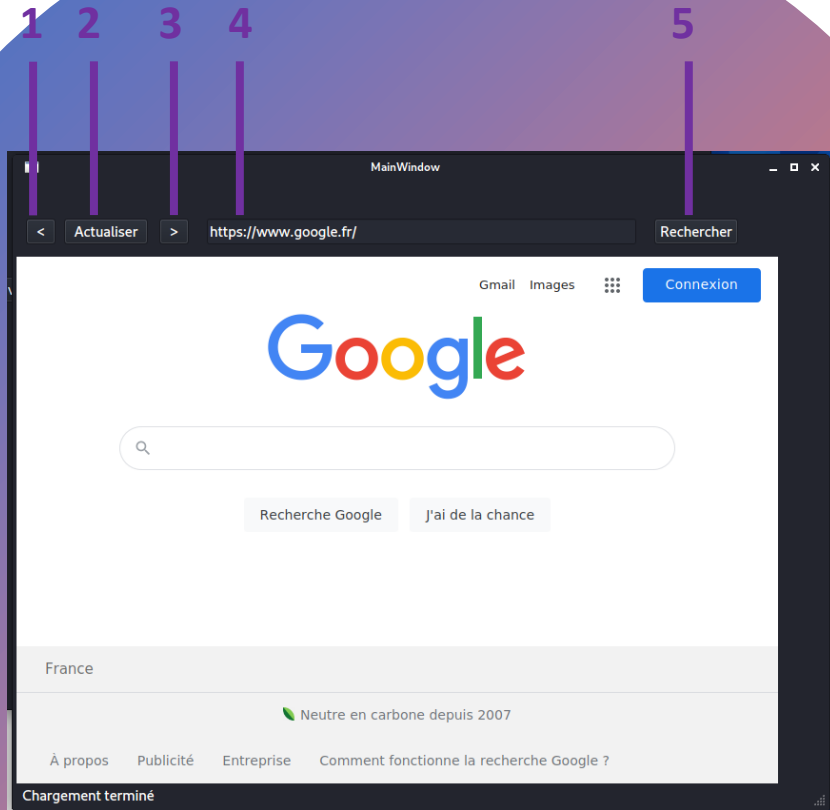 1 2 3 4 5
MainWindow
< Actualiser > https://www.google.fr/ Rechercher
Gmail Images Connexion
Google
Recherche Google J'ai de la chance
France
Neutre en carbone depuis 2007
À propos Publicité Entreprise Comment fonctionne la recherche Google ?
Chargement terminé